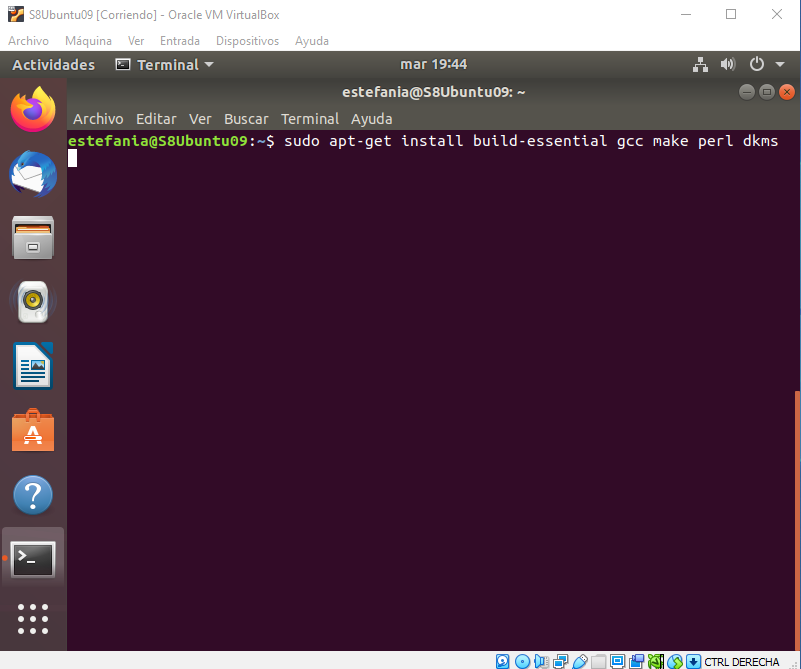 S8Ubuntu09 [Corriendo] - Oracle VM VirtualBox
Archivo Máquina Ver Entrada Dispositivos Ayuda
Actividades Terminal mar 19:44
estefania@S8Ubuntu09: ~
Archivo Editar Ver Buscar Terminal Ayuda
estefania@S8Ubuntu09:~$ sudo apt-get install build-essential gcc make perl dkms
CTRL DERECHA